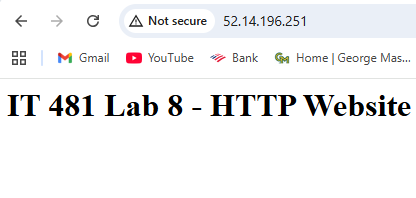 Not secure 52.14.196.251
Gmail YouTube Bank Home | George Mas...
IT 481 Lab 8 - HTTP Website